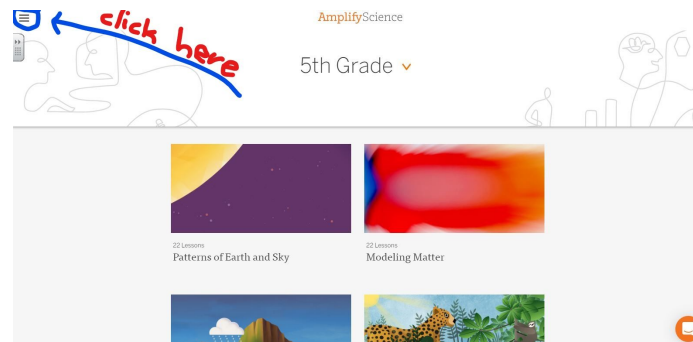 click here
AmplifyScience
5th Grade
22 Lessons
Patterns of Earth and Sky
22 Lessons
Modeling Matter